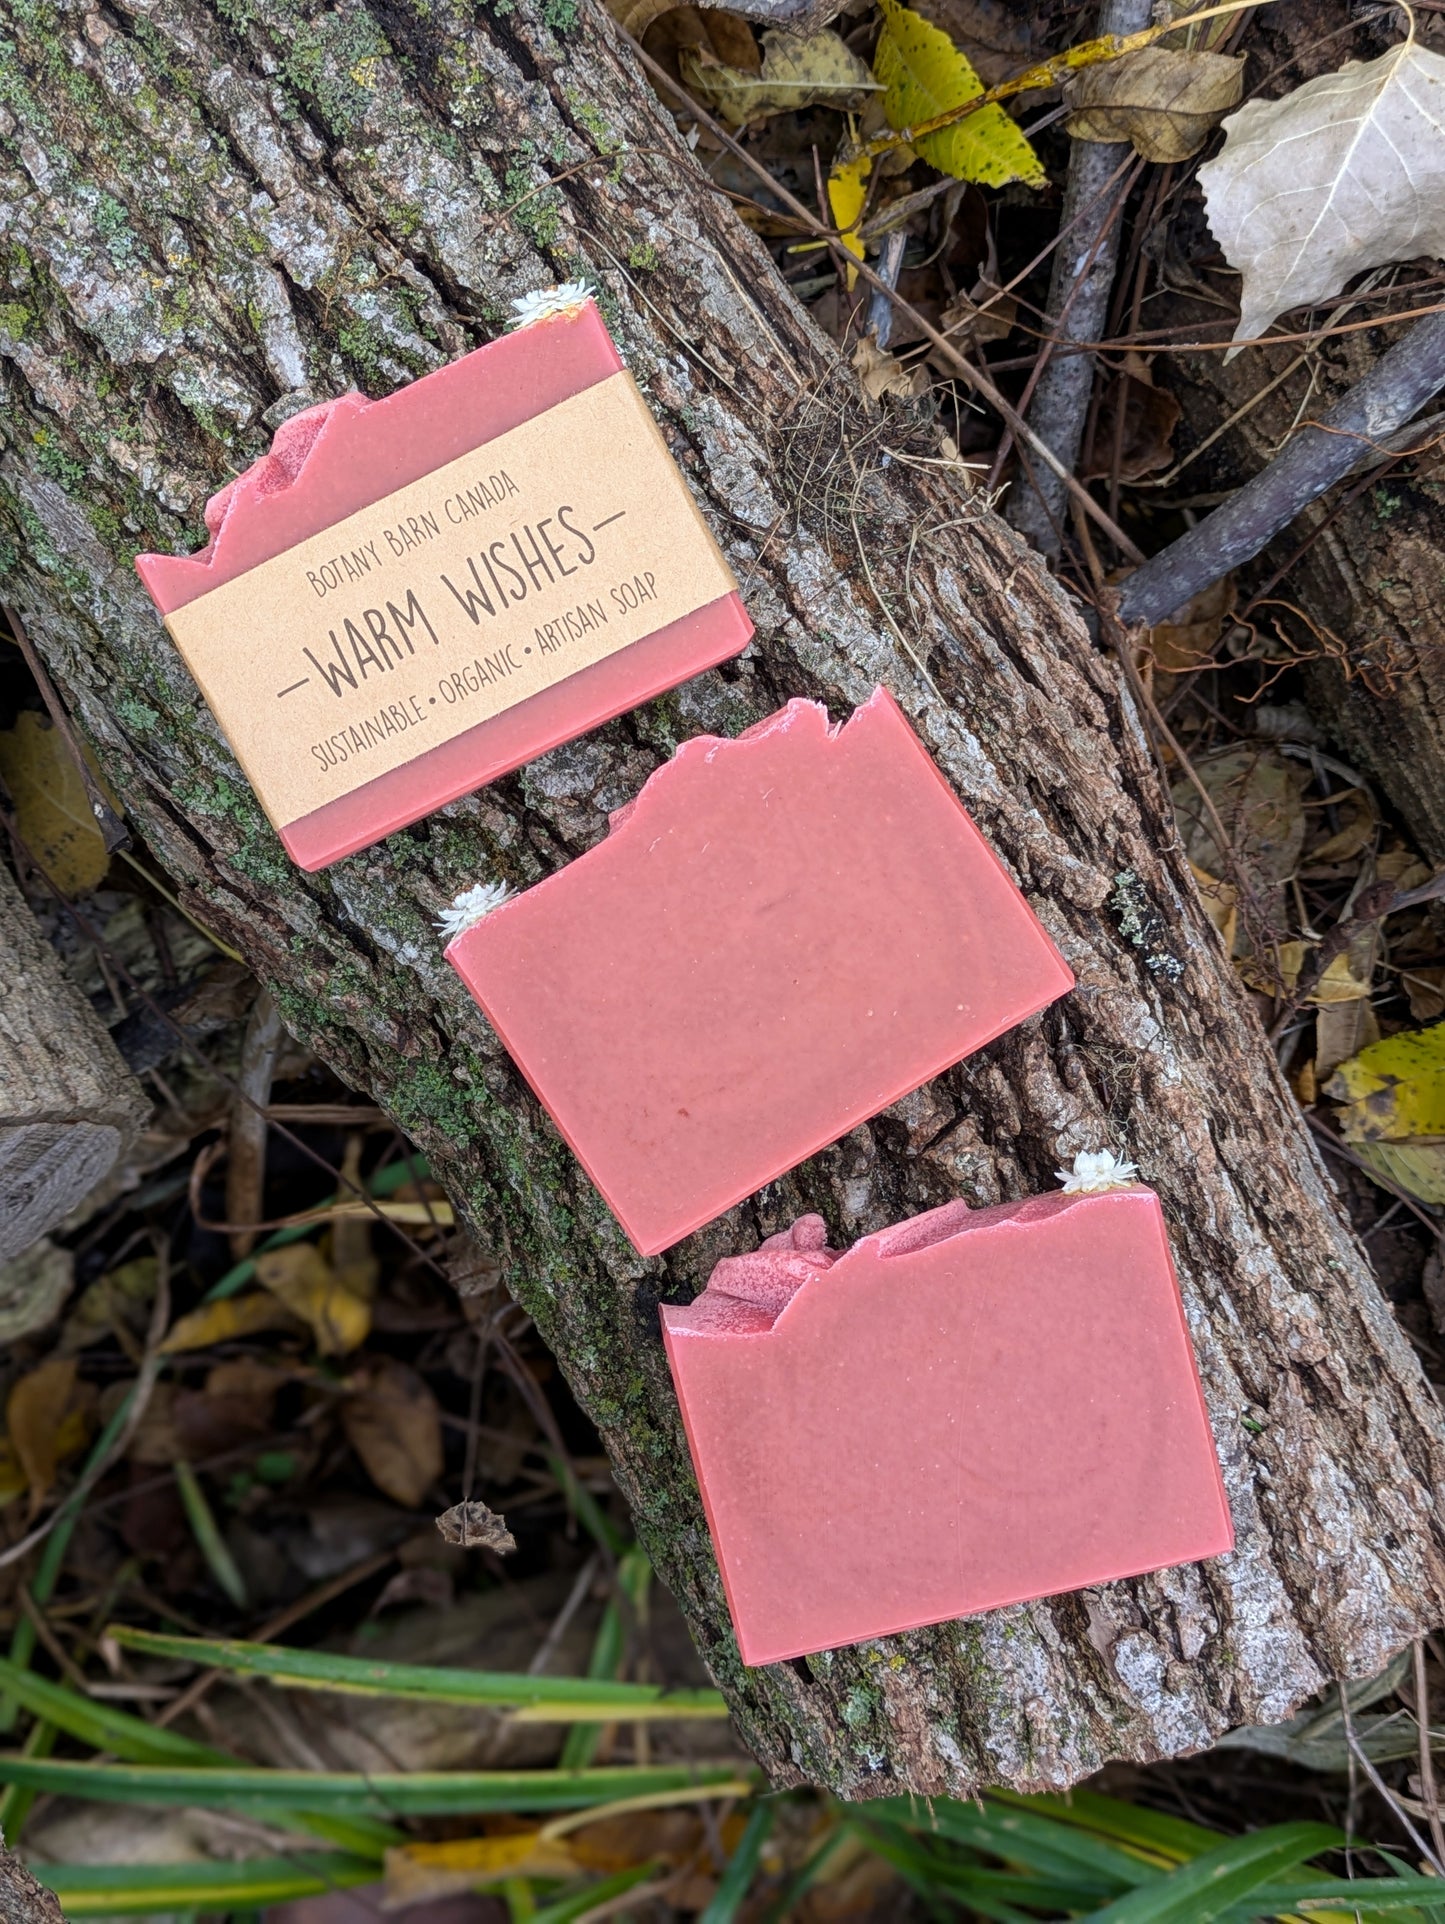 BOTANY BARN CANADA
—WARM WISHES—
SUSTAINABLE • ORGANIC • ARTISAN SOAP